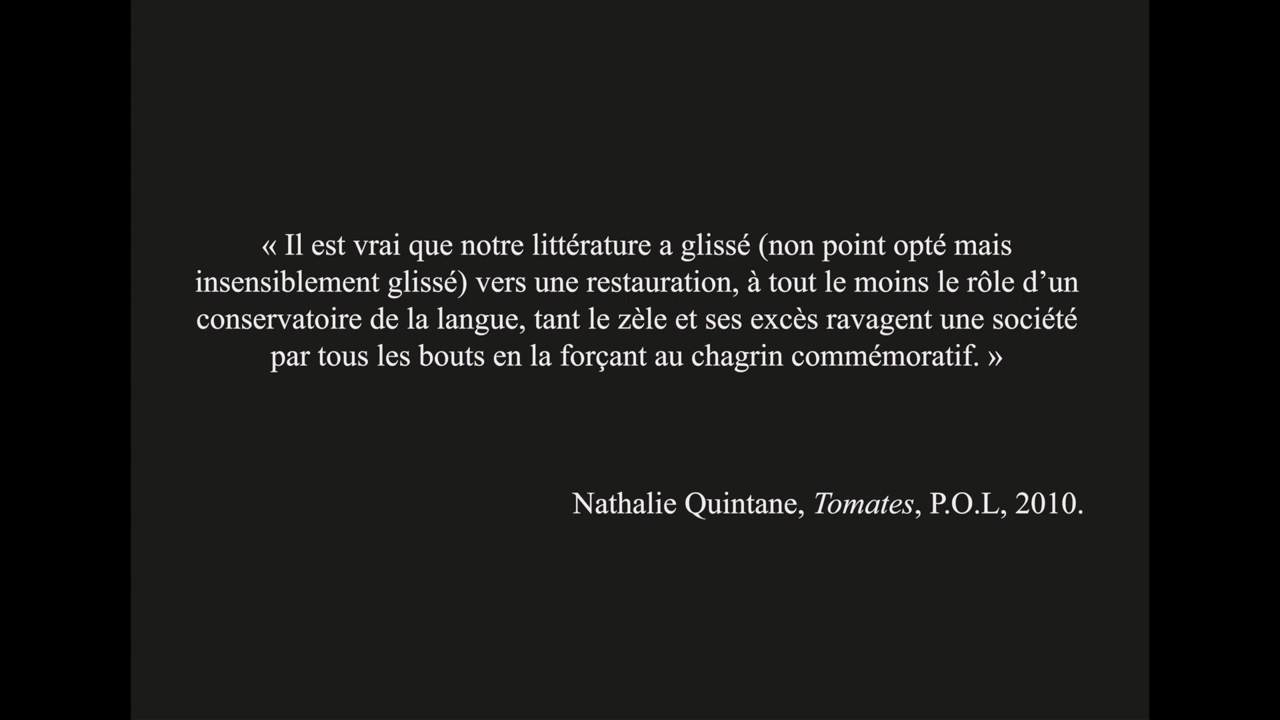 « Il est vrai que notre littérature a glissé (non point opté mais
insensiblement glissé) vers une restauration, à tout le moins le rôle d’un
conservatoire de la langue, tant le zèle et ses excès ravagent une société
par tous les bouts en la forçant au chagrin commémoratif. »
Nathalie Quintane, Tomates, P.O.L, 2010.